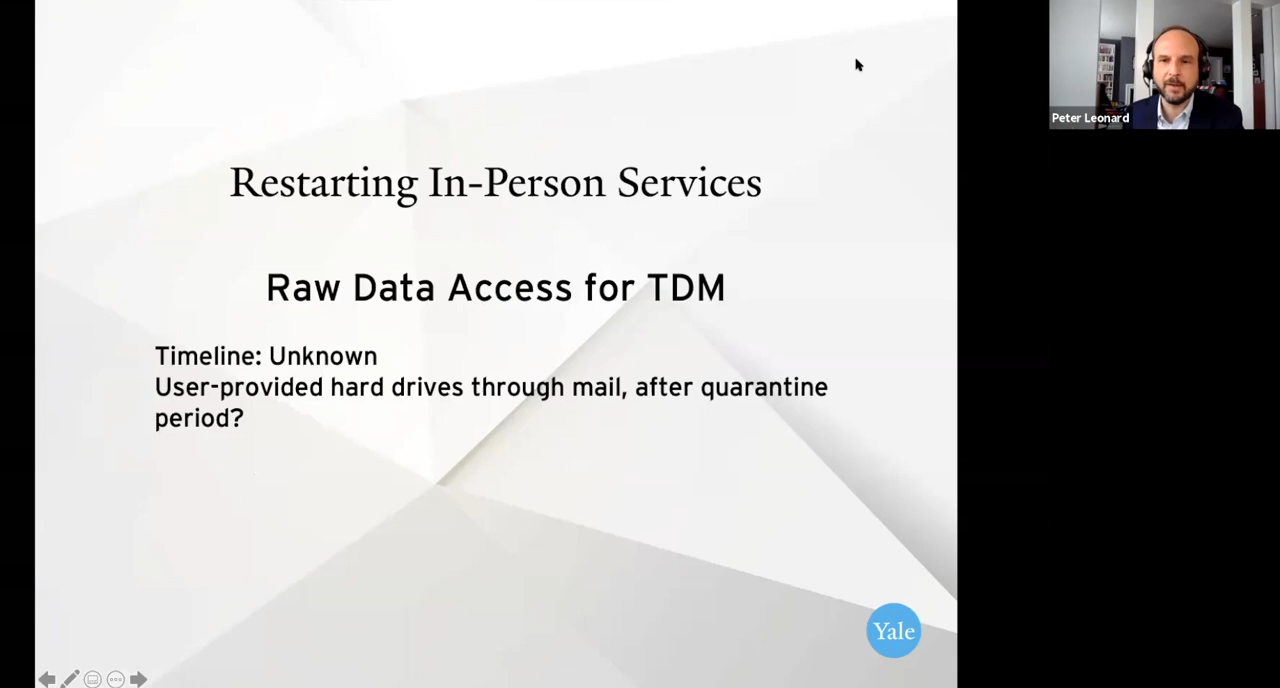 Restarting In-Person Services
Raw Data Access for TDM
Timeline: Unknown
User-provided hard drives through mail, after quarantine
period?
Yale
Peter Leonard